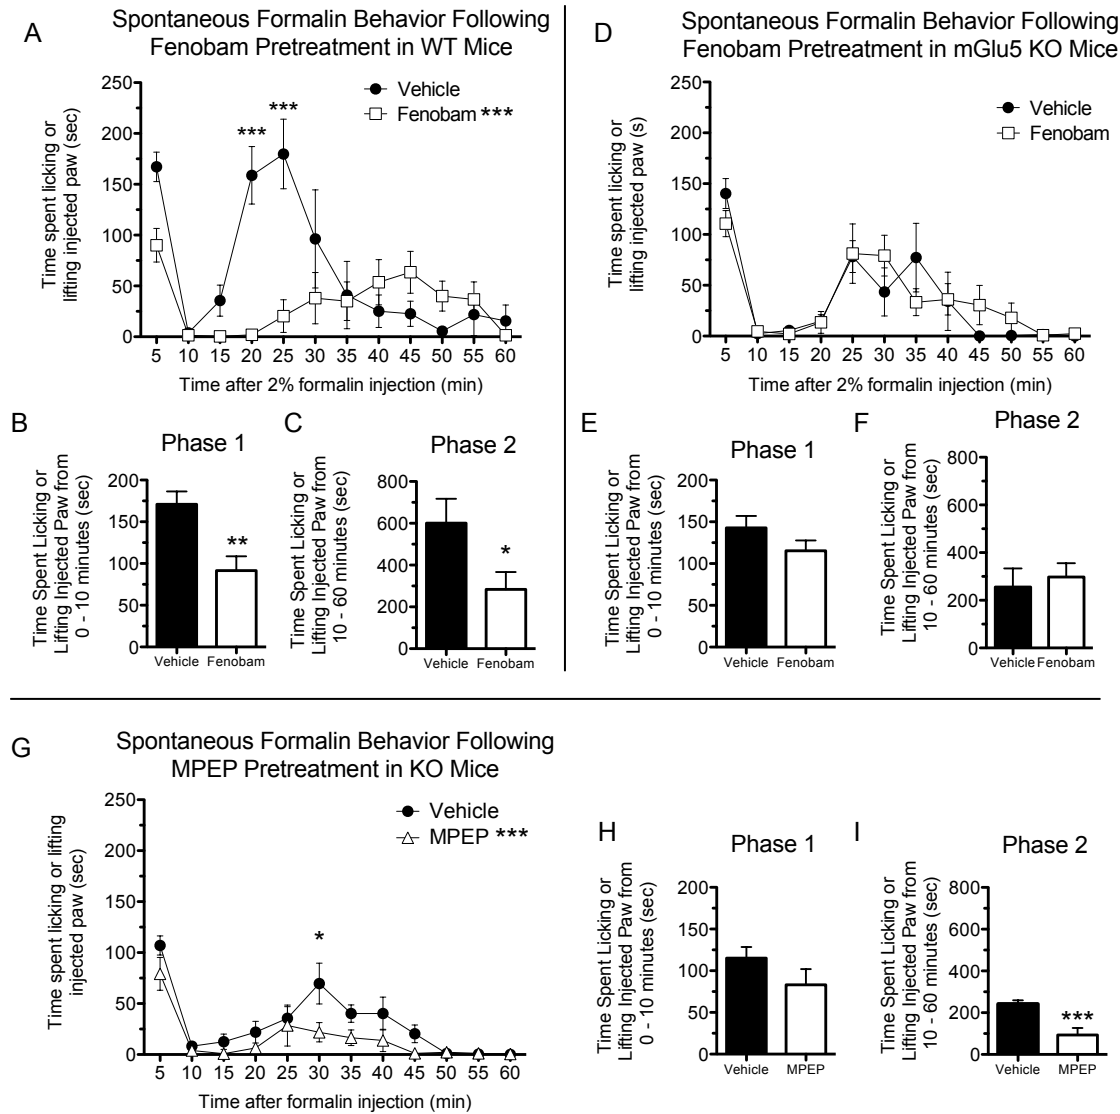 A
Spontaneous Formalin Behavior Following
Fenobam Pretreatment in WT Mice
Time spent licking or
lifting injected paw (sec)
250
200
150
100
50
0
Vehicle
Fenobam ***
***
***
5 10 15 20 25 30 35 40 45 50 55 60
Time after 2% formalin injection (min)
B
Phase 1
Time Spent Licking or
Lifting Injected Paw from
0 - 10 minutes (sec)
200
150
100
50
0
**
Vehicle Fenobam
C
Phase 2
Time Spent Licking or
Lifting Injected Paw from
10 - 60 minutes (sec)
800
600
400
200
0
*
Vehicle Fenobam
D
Spontaneous Formalin Behavior Following
Fenobam Pretreatment in mGlu5 KO Mice
Time spent licking or
lifting injected paw (s)
250
200
150
100
50
0
Vehicle
Fenobam
5 10 15 20 25 30 35 40 45 50 55 60
Time after 2% formalin injection (min)
E
Phase 1
Time Spent Licking or
Lifting Injected Paw from
0 - 10 minutes (sec)
200
150
100
50
0
Vehicle Fenobam
F
Phase 2
Time Spent Licking or
Lifting Injected Paw from
10 - 60 minutes (sec)
800
600
400
200
0
Vehicle Fenobam
G
Spontaneous Formalin Behavior Following
MPEP Pretreatment in KO Mice
Time spent licking or lifting
injected paw (sec)
250
200
150
100
50
0
Vehicle
MPEP ***
*
5 10 15 20 25 30 35 40 45 50 55 60
Time after formalin injection (min)
H
Phase 1
Time Spent Licking or
Lifting Injected Paw from
0 - 10 minutes (sec)
200
150
100
50
0
Vehicle MPEP
I
Phase 2
Time Spent Licking or
Lifting Injected Paw from
10 - 60 minutes (sec)
800
600
400
200
0
***
Vehicle MPEP